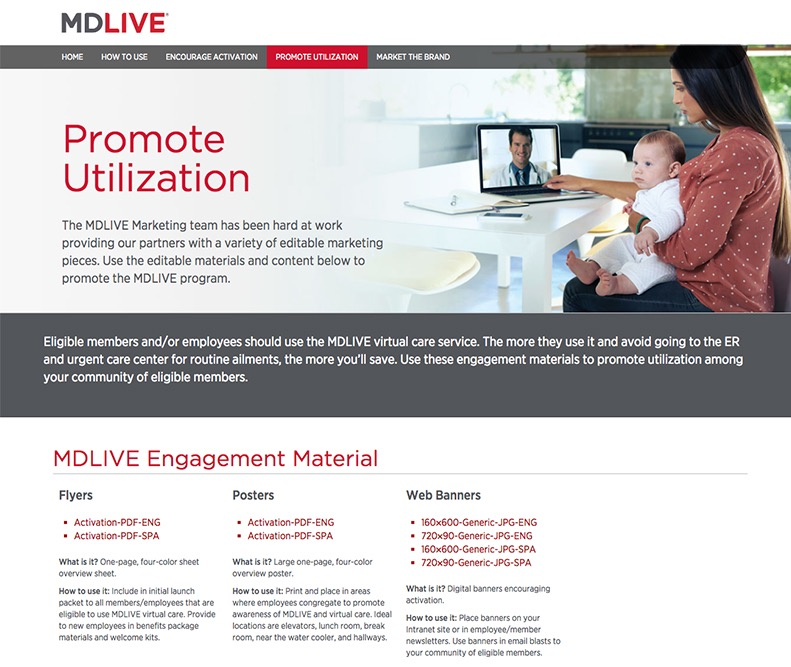 MDLIVE®
HOME HOW TO USE ENCOURAGE ACTIVATION PROMOTE UTILIZATION MARKET THE BRAND
Promote
Utilization
The MDLIVE Marketing team has been hard at work
providing our partners with a variety of editable marketing
pieces. Use the editable materials and content below to
promote the MDLIVE program.
Eligible members and/or employees should use the MDLIVE virtual care service. The more they use it and avoid going to the ER
and urgent care center for routine ailments, the more you'll save. Use these engagement materials to promote utilization among
your community of eligible members.
MDLIVE Engagement Material
Flyers
Activation-PDF-ENG
Activation-PDF-SPA
What is it? One-page, four-color sheet
overview sheet.
How to use it: Include in initial launch
packet to all members/employees that are
eligible to use MDLIVE virtual care. Provide
to new employees in benefits package
materials and welcome kits.
Posters
Activation-PDF-ENG
Activation-PDF-SPA
What is it? Large one-page, four-color
overview poster.
How to use it: Print and place in areas
where employees congregate to promote
awareness of MDLIVE and virtual care. Ideal
locations are elevators, lunch room, break
room, near the water cooler, and hallways.
Web Banners
160x600-Generic-JPG-ENG
720x90-Generic-JPG-ENG
160x600-Generic-JPG-SPA
720x90-Generic-JPG-SPA
What is it? Digital banners encouraging
activation.
How to use it: Place banners on your
Intranet site or in employee/member
newsletters. Use banners in email blasts to
your community of eligible members.